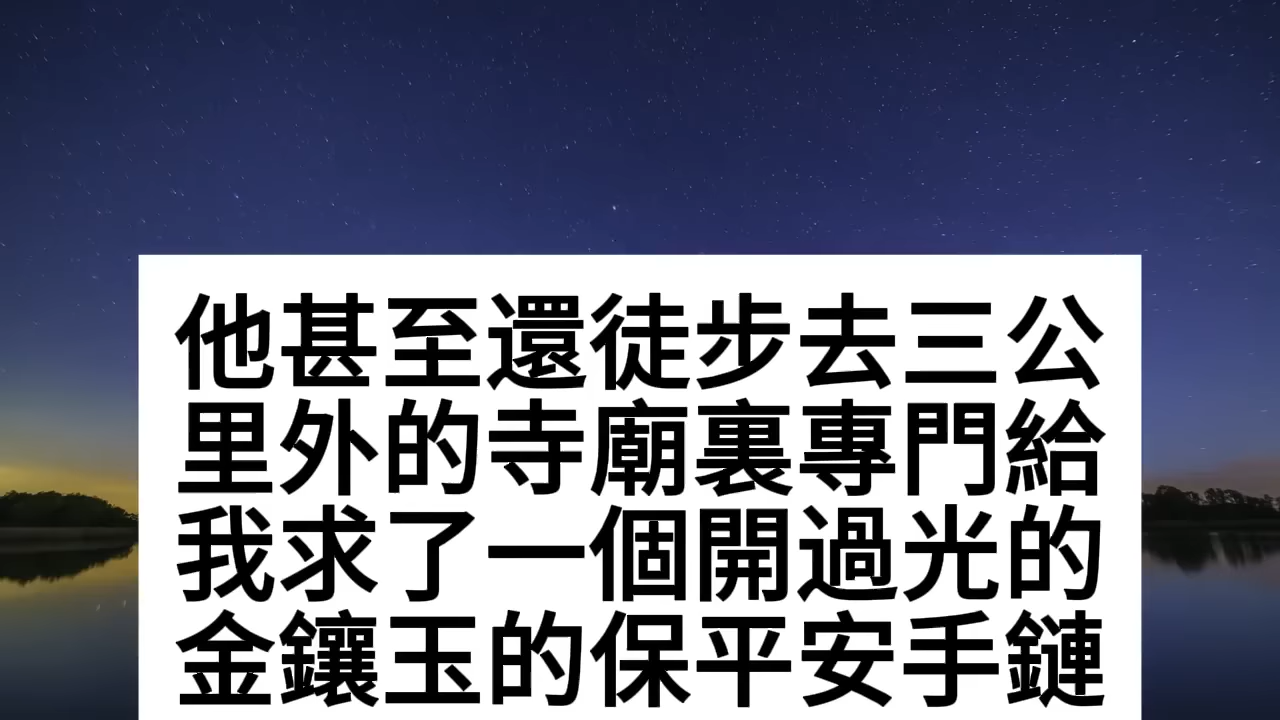 他甚至還徒步去三公
里外的寺廟裏專門給
我求了一個開過光的
金鑲玉的保平安手鏈